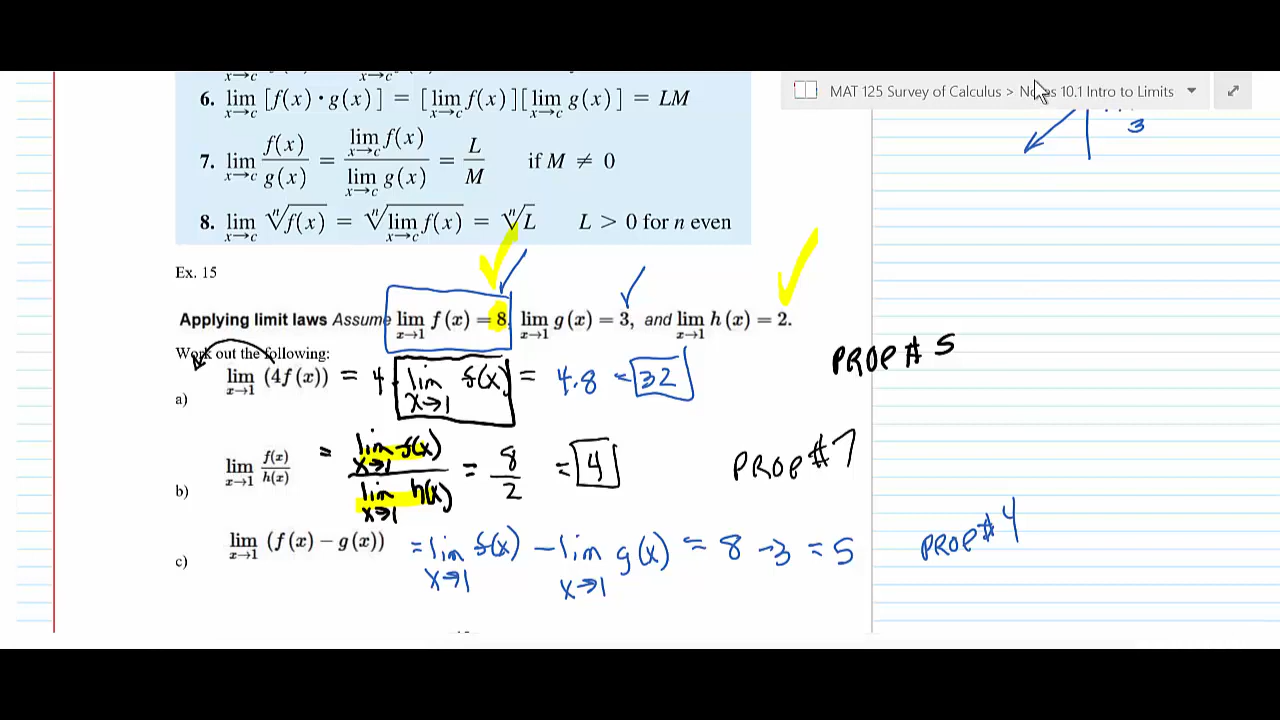 x→c x→c
6. lim x→c [f(x) · g(x)] = [lim x→c f(x)][lim x→c g(x)] = LM
MAT 125 Survey of Calculus > Notes 10.1 Intro to Limits
3
7. lim x→c f(x)/g(x) = lim x→c f(x) / lim x→c g(x) = L/M if M ≠ 0
8. lim x→c ⁿ√f(x) = ⁿ√lim x→c f(x) = ⁿ√L L > 0 for n even
Ex. 15
Applying limit laws Assume lim x→1 f(x) = 8, lim x→1 g(x) = 3, and lim x→1 h(x) = 2.
Work out the following:
a) lim x→1 (4f(x)) = 4 · lim x→1 f(x) = 4·8 = 32 PROP# 5
b) lim x→1 f(x)/h(x) = lim x→1 f(x) / lim x→1 h(x) = 8/2 = 4 PROP#7
c) lim x→1 (f(x) − g(x)) = lim x→1 f(x) − lim x→1 g(x) = 8 − 3 = 5 PROP# 4